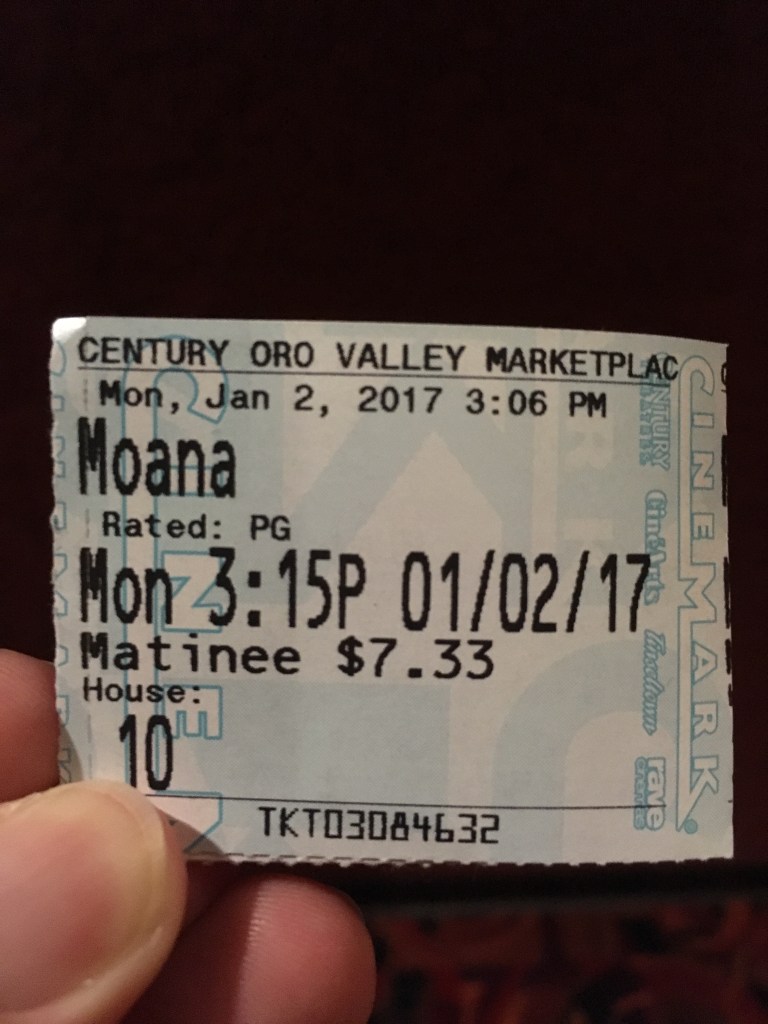 CENTURY ORO VALLEY MARKETPLAC
Mon, Jan 2, 2017 3:06 PM
Moana
Rated: PG
Mon 3:15P 01/02/17
Matinee $7.33
House:
10
TKT03084632
CINEMARK
CENTURY
CinéArts
Tinseltown
rave